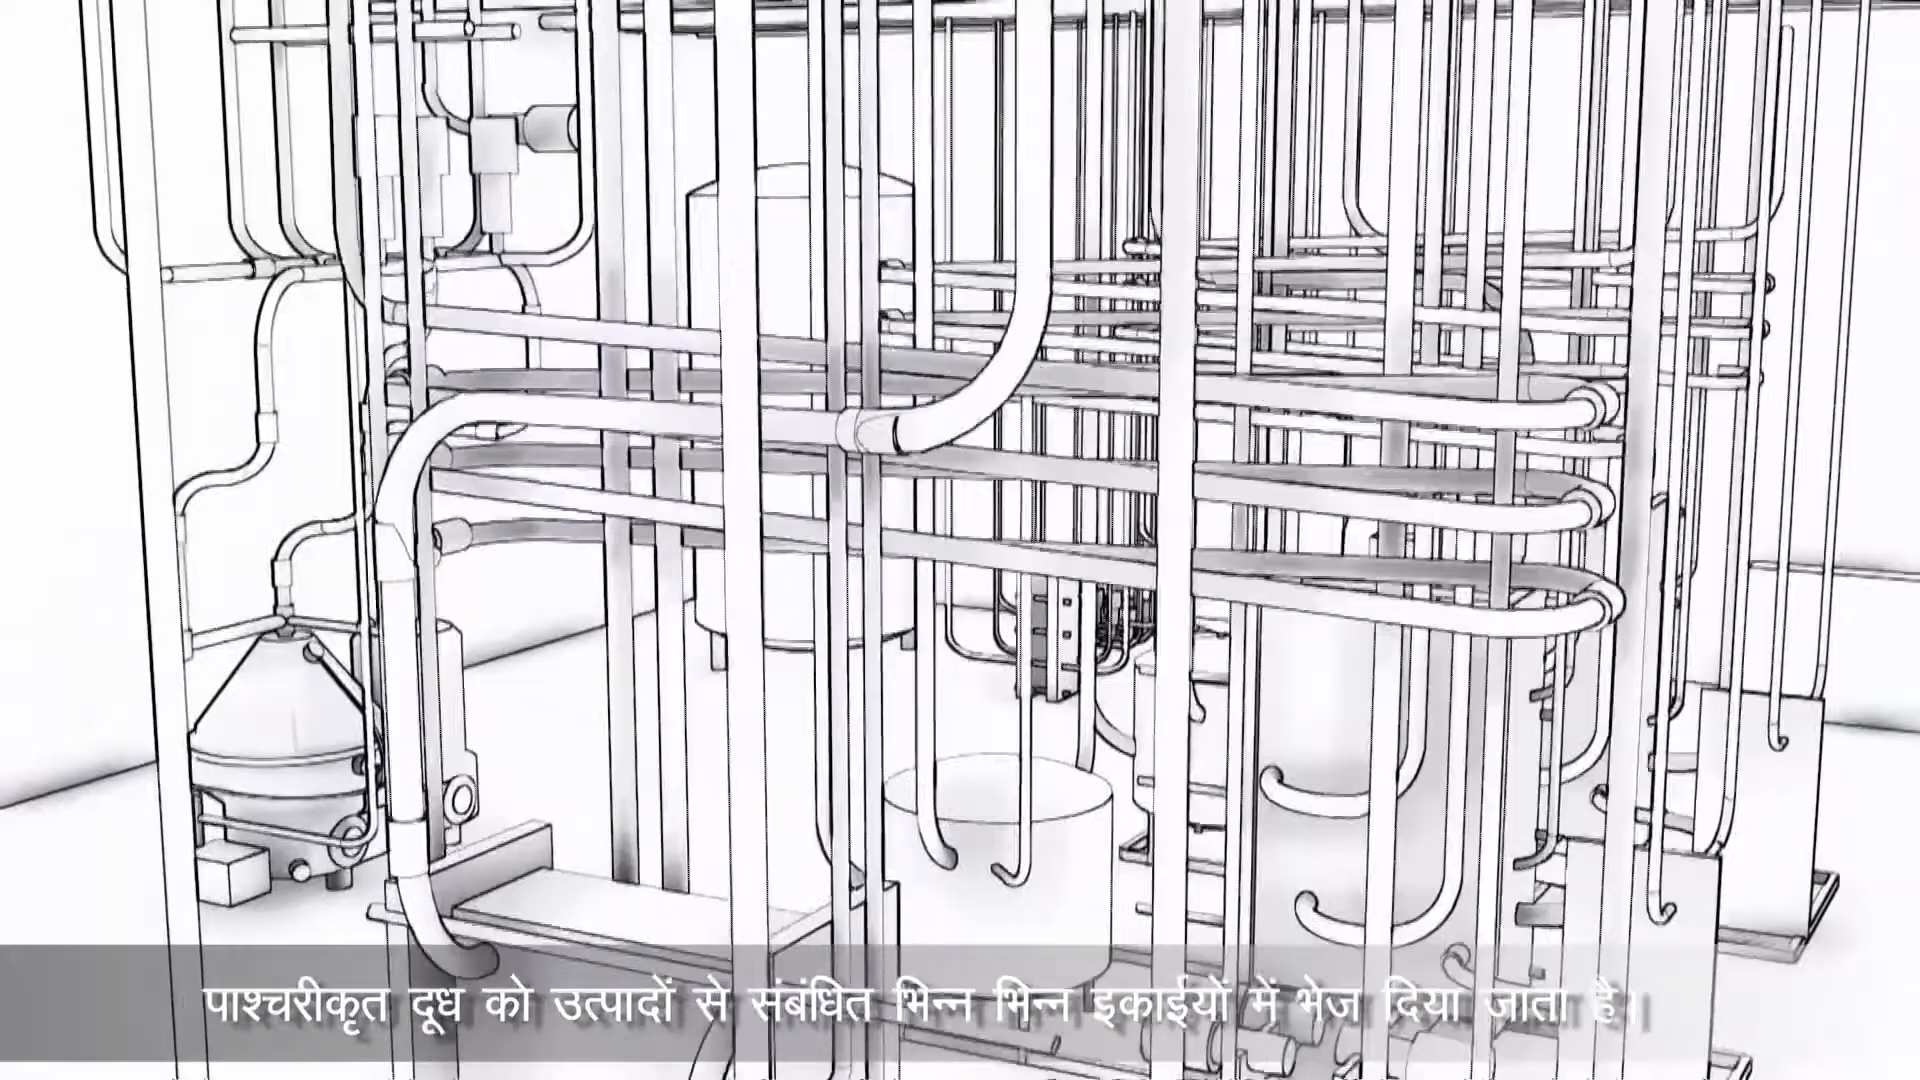 पाश्चरीकृत दूध को उत्पादों से संबंधित भिन्न भिन्न इकाईयों में भेज दिया जाता है।